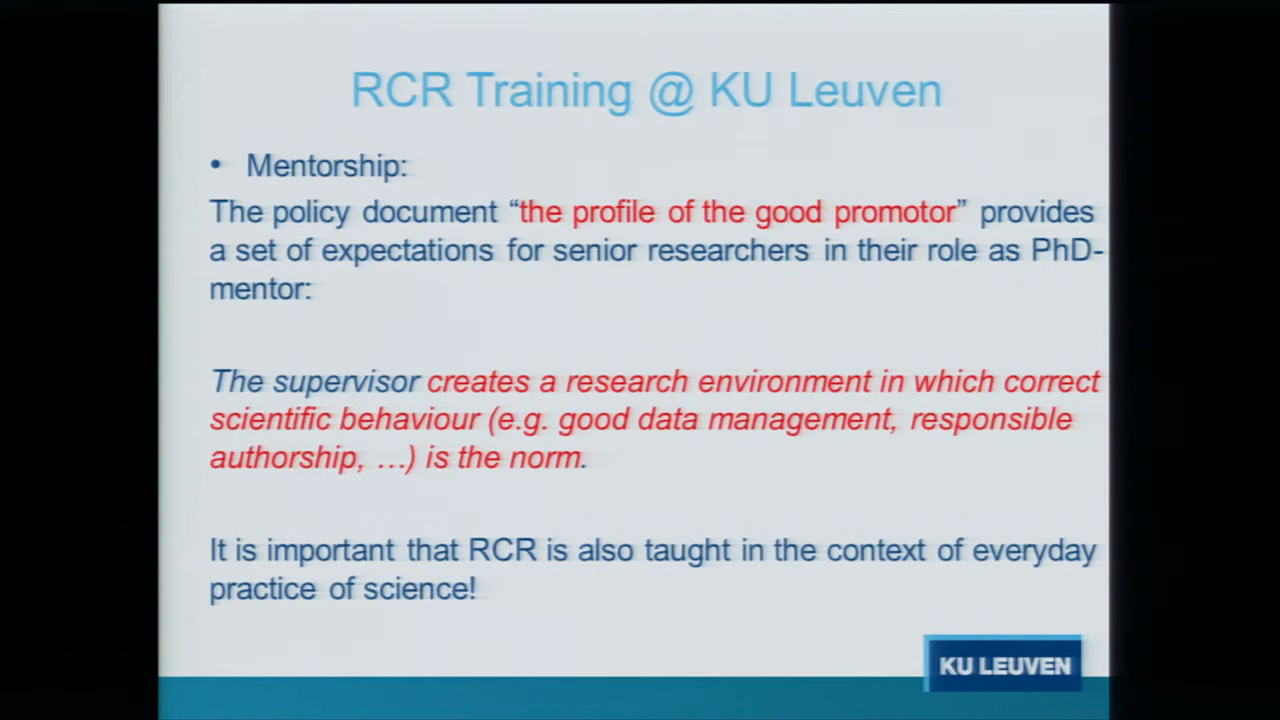 RCR Training @ KU Leuven
• Mentorship:
The policy document “the profile of the good promotor” provides
a set of expectations for senior researchers in their role as PhD-
mentor:
The supervisor creates a research environment in which correct
scientific behaviour (e.g. good data management, responsible
authorship, …) is the norm.
It is important that RCR is also taught in the context of everyday
practice of science!
KU LEUVEN